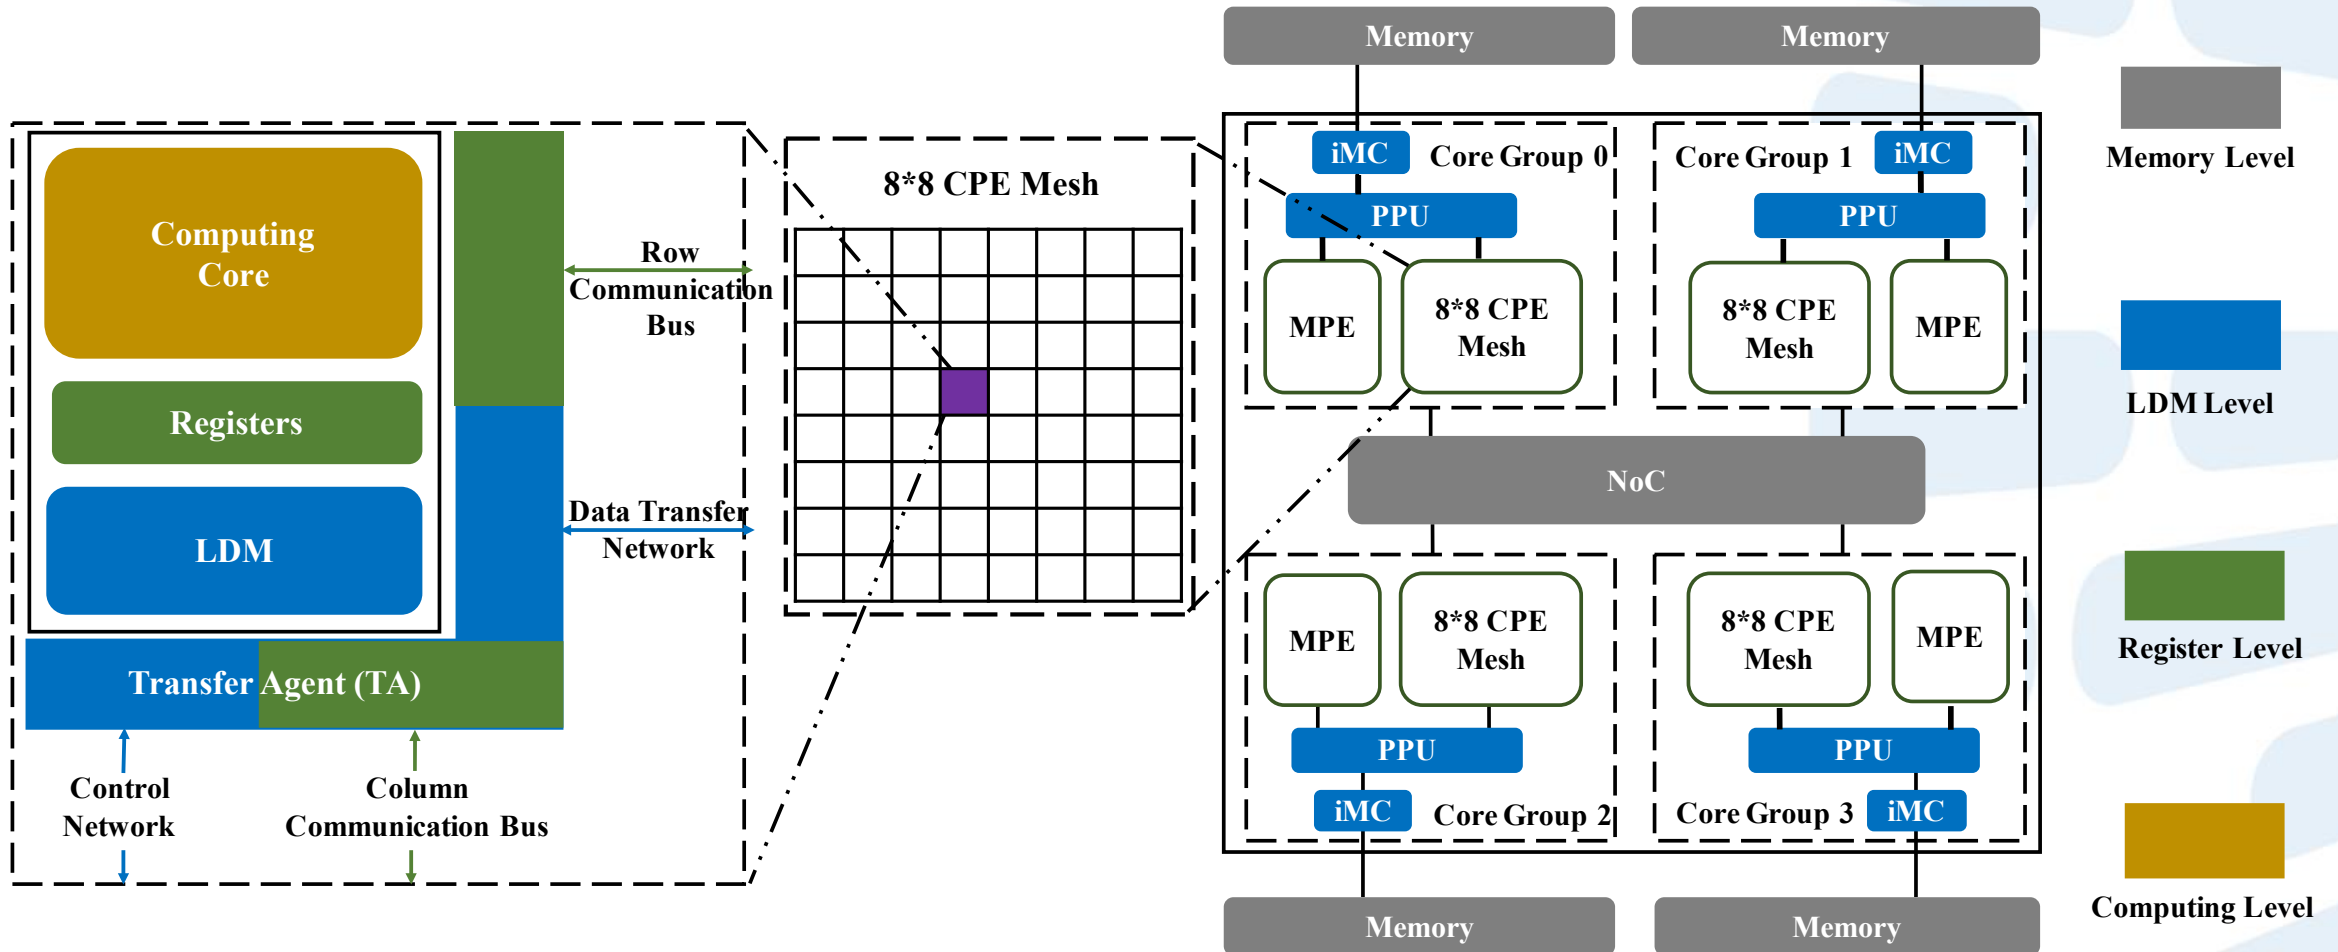 Computing
Core
Registers
LDM
Transfer Agent (TA)
Row
Communication
Bus
Data Transfer
Network
Control
Network
Column
Communication Bus
8*8 CPE Mesh
Memory
Memory
iMC
Core Group 0
PPU
MPE
8*8 CPE
Mesh
Core Group 1
iMC
PPU
8*8 CPE
Mesh
MPE
NoC
MPE
8*8 CPE
Mesh
PPU
iMC
Core Group 2
8*8 CPE
Mesh
MPE
PPU
Core Group 3
iMC
Memory
Memory
Memory Level
LDM Level
Register Level
Computing Level